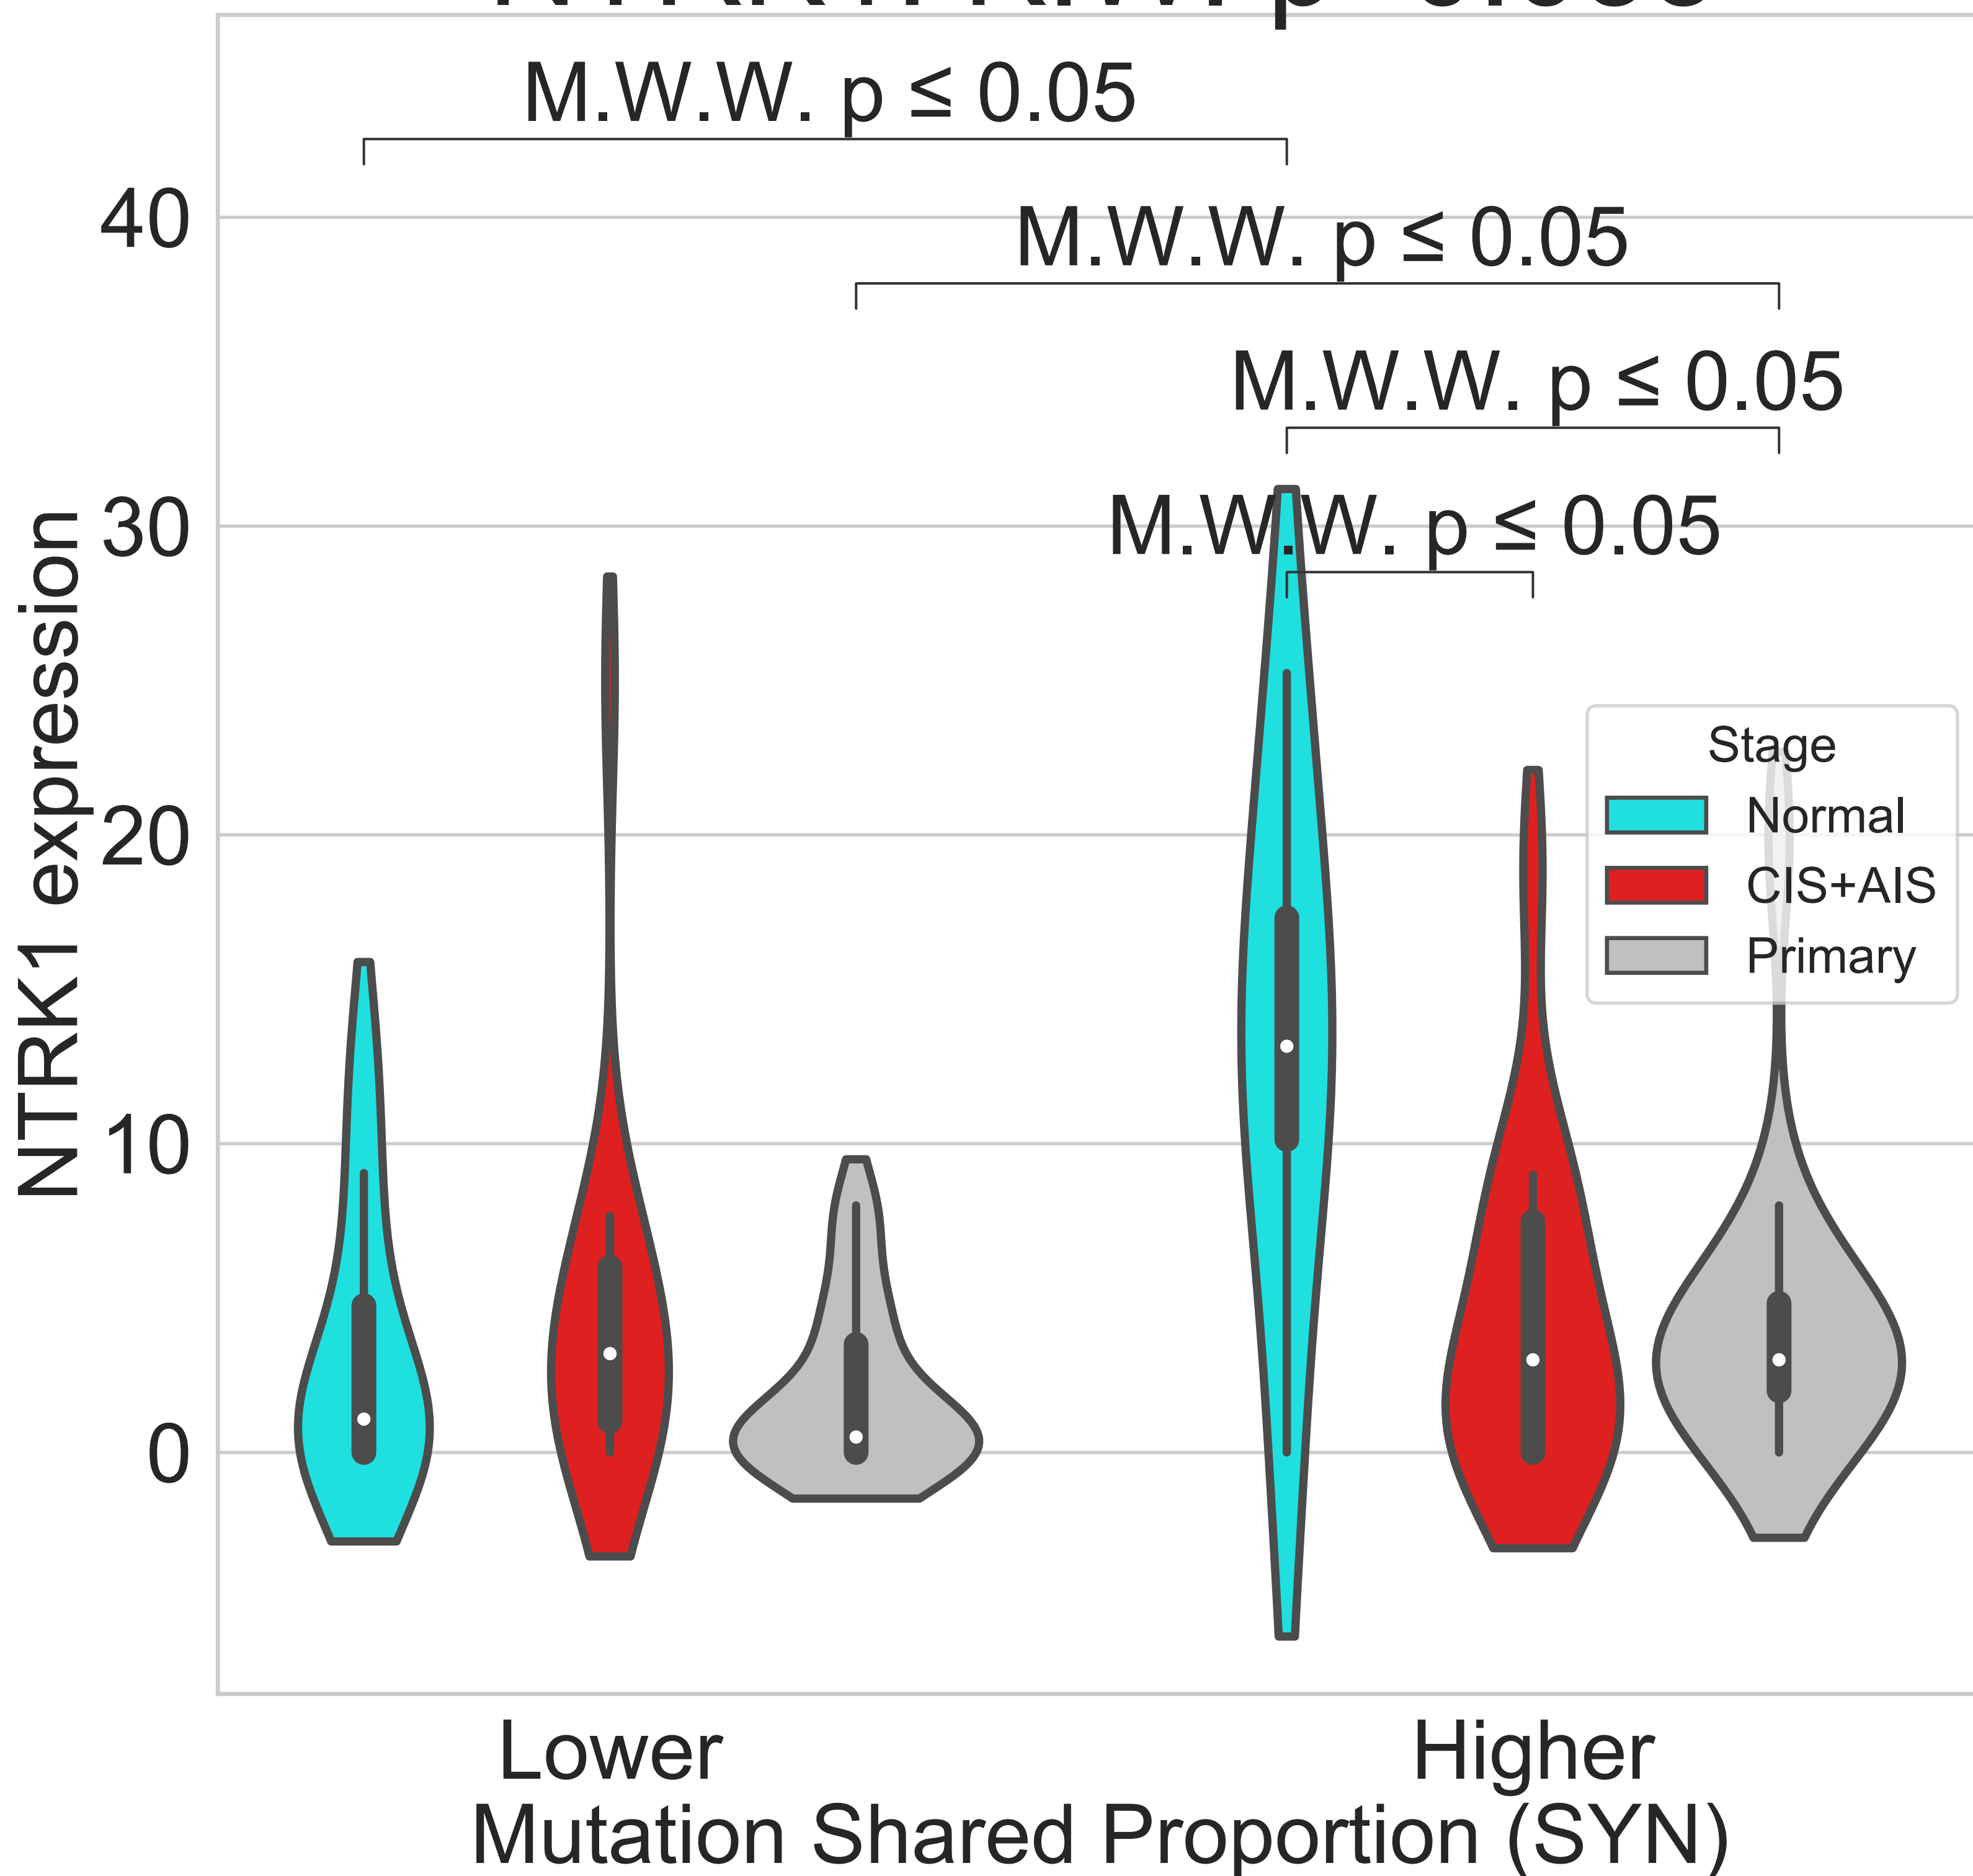 M.W.W. p ≤ 0.05
40
M.W.W. p ≤ 0.05
M.W.W. p ≤ 0.05
30
M.W.W. p ≤ 0.05
NTRK1 expression
Stage
Normal
CIS+AIS
Primary
20
10
0
Lower
Higher
Mutation Shared Proportion (SYN)